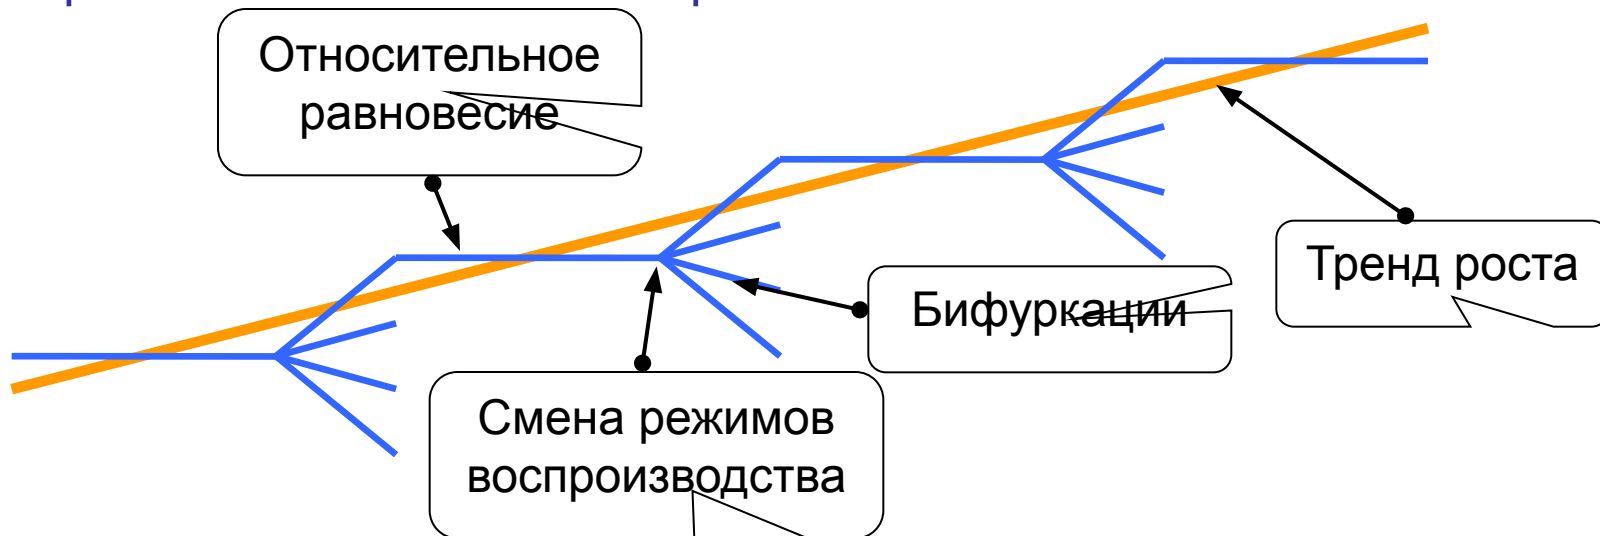 Относительное
равновесие
Тренд роста
Бифуркации
Смена режимов
воспроизводства